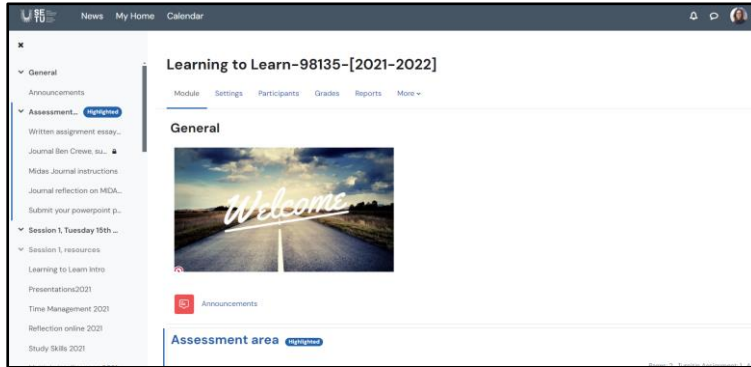 SE
TU
News My Home Calendar
General
Announcements
Assessment... Highlighted
Written assignment essay...
Journal Ben Crewe, su...
Midas Journal instructions
Journal reflection on MIDA...
Submit your powerpoint p...
Session 1, Tuesday 15th ...
Session 1, resources
Learning to Learn Intro
Presentations2021
Time Management 2021
Reflection online 2021
Study Skills 2021
Learning to Learn-98135-[2021-2022]
Module Settings Participants Grades Reports More
General
Welcome
Announcements
Assessment area Highlighted